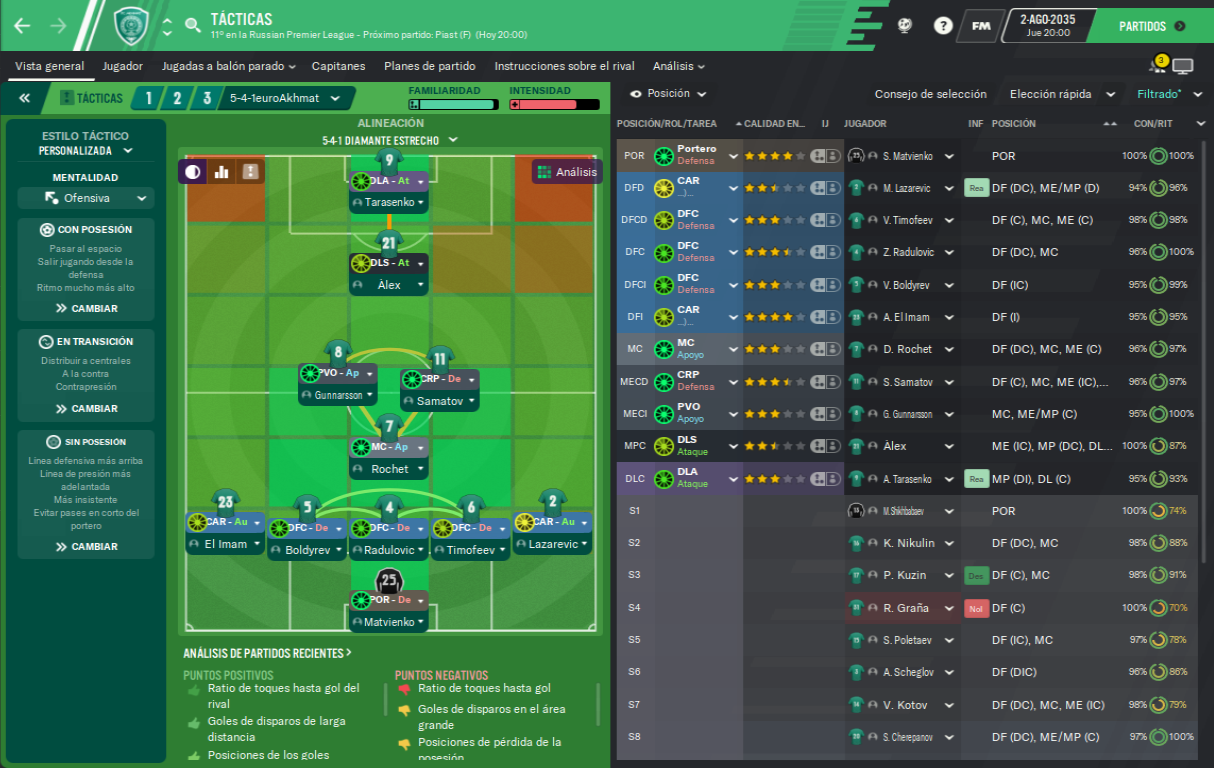 TÁCTICAS
11º en la Russian Premier League - Próximo partido: Piast (F) (Hoy 20:00)
?
FM
2-AGO-2035
Jue 20:00
PARTIDOS
Vista general
Jugador
Jugadas a balón parado
Capitanes
Planes de partido
Instrucciones sobre el rival
Análisis
3
TÁCTICAS
1
2
3
5-4-1euroAkhmat
FAMILIARIDAD
INTENSIDAD
ESTILO TÁCTICO
PERSONALIZADA
MENTALIDAD
Ofensiva
CON POSESIÓN
Pasar al espacio
Salir jugando desde la
defensa
Ritmo mucho más alto
CAMBIAR
EN TRANSICIÓN
Distribuir a centrales
A la contra
Contrapresión
CAMBIAR
SIN POSESIÓN
Línea defensiva más arriba
Línea de presión más
adelantada
Más insistente
Evitar pases en corto del
portero
CAMBIAR
ALINEACIÓN
5-4-1 DIAMANTE ESTRECHO
Análisis
9
DLA - At
Tarasenko
21
DLS - At
Àlex
8
PVO - Ap
Gunnarsson
11
CRP - De
Samatov
7
MC - Ap
Rochet
23
CAR - Au
El Imam
5
DFC - De
Boldyrev
4
DFC - De
Radulovic
6
DFC - De
Timofeev
2
CAR - Au
Lazarevic
25
POR - De
Matvienko
ANÁLISIS DE PARTIDOS RECIENTES >
PUNTOS POSITIVOS
Ratio de toques hasta gol del
rival
Goles de disparos de larga
distancia
Posiciones de los goles
PUNTOS NEGATIVOS
Ratio de toques hasta gol
Goles de disparos en el área
grande
Posiciones de pérdida de la
posesión
Posición
Consejo de selección
Elección rápida
Filtrado*
POSICIÓN/ROL/TAREA
CALIDAD EN...
IJ
JUGADOR
INF
POSICIÓN
CON/RIT
POR Portero Defensa S. Matvienko POR 100% 100%
DFD CAR ...)... M. Lazarevic Rea DF (DC), ME/MP (D) 94% 96%
DFCD DFC Defensa V. Timofeev DF (C), MC, ME (C) 98% 98%
DFC DFC Defensa Z. Radulovic DF (DC), MC 96% 100%
DFCI DFC Defensa V. Boldyrev DF (IC) 95% 99%
DFI CAR ...)... A. El Imam DF (I) 95% 95%
MC MC Apoyo D. Rochet DF (DC), MC, ME (C) 96% 97%
MECD CRP Defensa S. Samatov DF (C), MC, ME (IC),... 96% 97%
MECI PVO Apoyo G. Gunnarsson MC, ME/MP (C) 95% 100%
MPC DLS Ataque Àlex ME (IC), MP (DC), DL... 100% 87%
DLC DLA Ataque A. Tarasenko Rea MP (DI), DL (C) 95% 93%
S1 POR 100% 74%
S2 K. Nikulin DF (DC), MC 98% 88%
S3 P. Kuzin Des DF (C), MC 98% 91%
S4 R. Graña Nol DF (C) 100% 70%
S5 S. Poletaev DF (IC), MC 97% 78%
S6 A. Scheglov DF (DIC) 96% 86%
S7 V. Kotov DF (DC), MC, ME (IC) 98% 79%
S8 S. Cherepanov DF (DC), ME/MP (C) 97% 100%